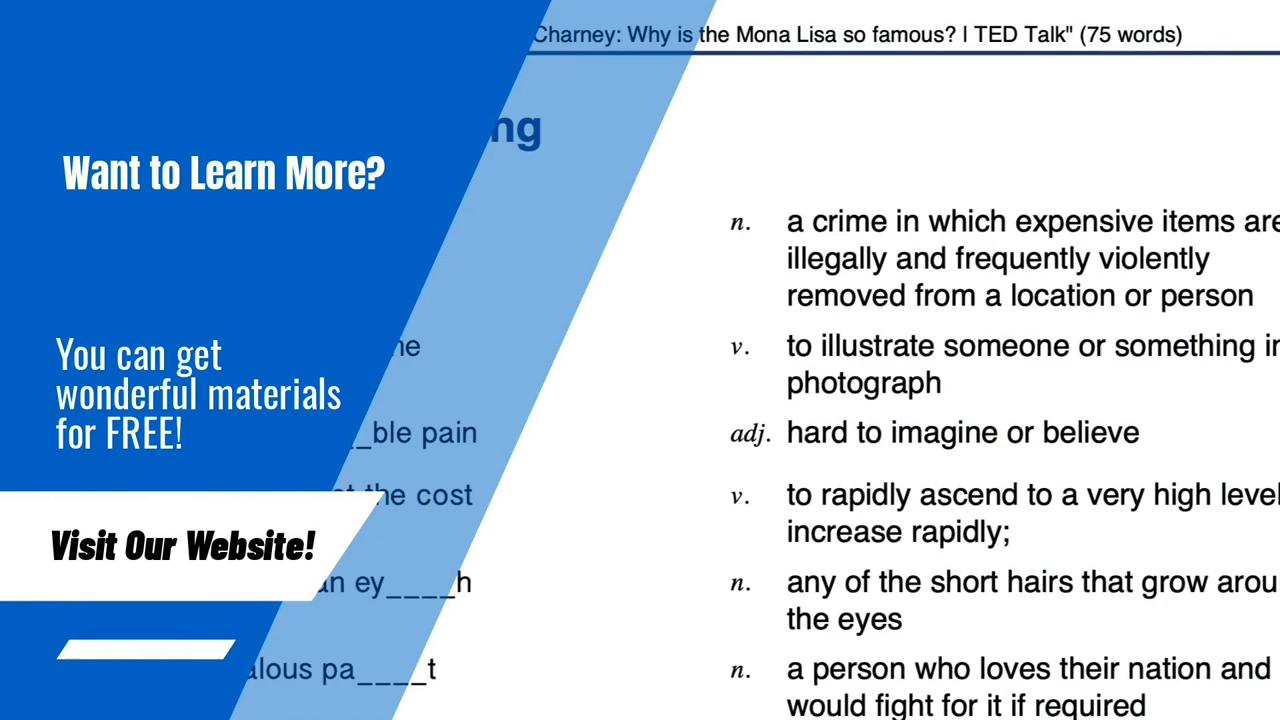 Charney: Why is the Mona Lisa so famous? | TED Talk" (75 words)
Want to Learn More?
You can get
wonderful materials
for FREE!
Visit Our Website!
ng
n. a crime in which expensive items are
illegally and frequently violently
removed from a location or person
v. to illustrate someone or something in
photograph
__ble pain
adj. hard to imagine or believe
the cost
v. to rapidly ascend to a very high level
increase rapidly;
an ey____h
n. any of the short hairs that grow arou
the eyes
alous pa____t
n. a person who loves their nation and
would fight for it if required